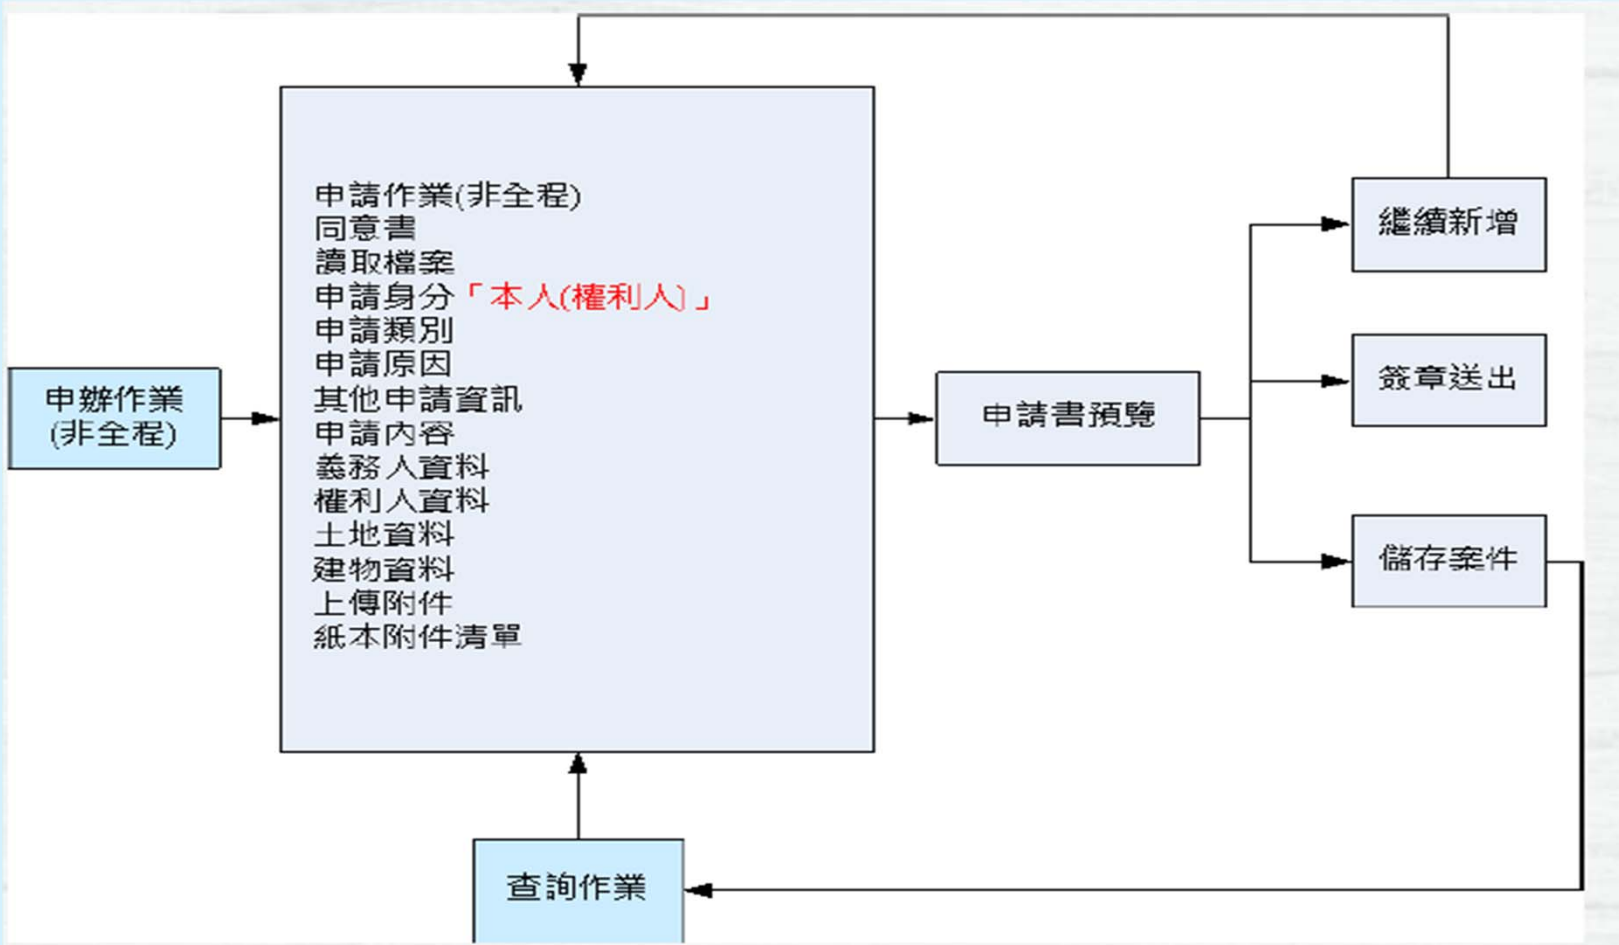 申辦作業
(非全程)
申請作業(非全程)
同意書
讀取檔案
申請身分「本人(權利人)」
申請類別
申請原因
其他申請資訊
申請內容
義務人資料
權利人資料
土地資料
建物資料
上傳附件
紙本附件清單
申請書預覽
繼續新增
簽章送出
儲存案件
查詢作業